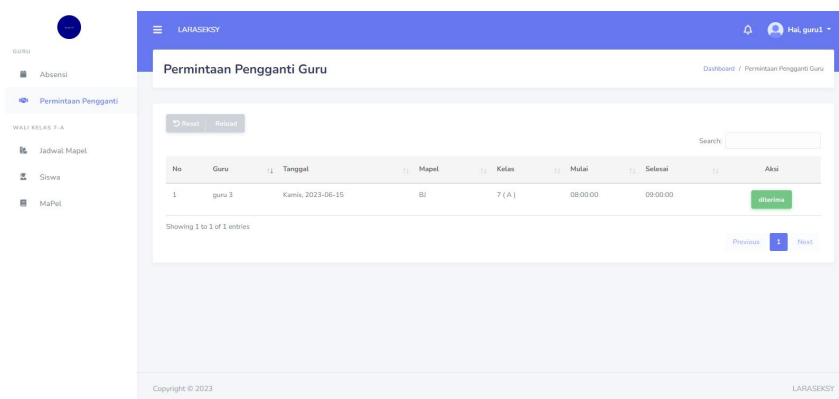 LARASEKSY
Hai, guru1
GURU
Absensi
Permintaan Pengganti
WALI KELAS 7-A
Jadwal Mapel
Siswa
MaPel
Permintaan Pengganti Guru
Dashboard / Permintaan Pengganti Guru
Reset Reload
Search:
No Guru Tanggal Mapel Kelas Mulai Selesai Aksi
1 guru 3 Kamis, 2023-06-15 BJ 7 ( A ) 08:00:00 09:00:00 diterima
Showing 1 to 1 of 1 entries
Previous 1 Next
Copyright © 2023
LARASEKSY